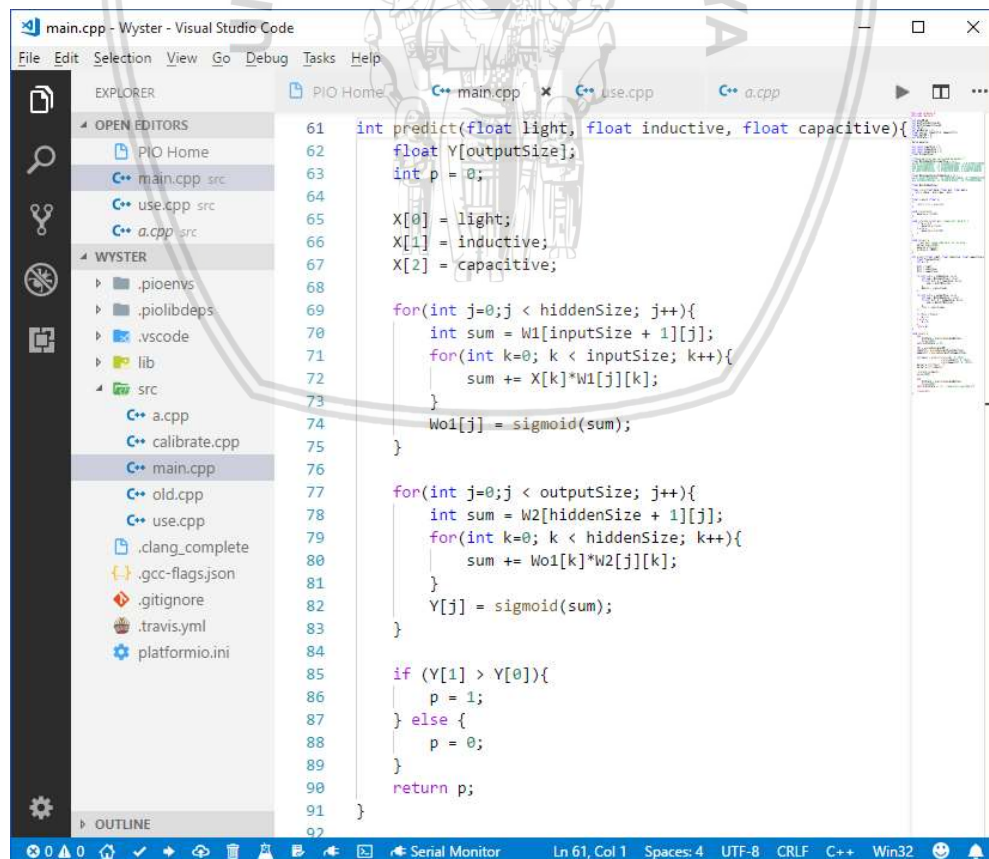 main.cpp - Wyster - Visual Studio Code
File Edit Selection View Go Debug Tasks Help
EXPLORER
OPEN EDITORS
PIO Home
main.cpp src
use.cpp src
a.cpp src
WYSTER
.pioenvs
.piolibdeps
.vscode
lib
src
a.cpp
calibrate.cpp
main.cpp
old.cpp
use.cpp
.clang_complete
.gcc-flags.json
.gitignore
.travis.yml
platformio.ini
OUTLINE
PIO Home main.cpp use.cpp a.cpp
61 int predict(float light, float inductive, float capacitive){
62 float Y[outputSize];
63 int p = 0;
64
65 X[0] = light;
66 X[1] = inductive;
67 X[2] = capacitive;
68
69 for(int j=0;j < hiddenSize; j++){
70 int sum = W1[inputSize + 1][j];
71 for(int k=0; k < inputSize; k++){
72 sum += X[k]*W1[j][k];
73 }
74 Wo1[j] = sigmoid(sum);
75 }
76
77 for(int j=0;j < outputSize; j++){
78 int sum = W2[hiddenSize + 1][j];
79 for(int k=0; k < hiddenSize; k++){
80 sum += Wo1[k]*W2[j][k];
81 }
82 Y[j] = sigmoid(sum);
83 }
84
85 if (Y[1] > Y[0]){
86 p = 1;
87 } else {
88 p = 0;
89 }
90 return p;
91 }
92
0 0 Serial Monitor Ln 61, Col 1 Spaces: 4 UTF-8 CRLF C++ Win32